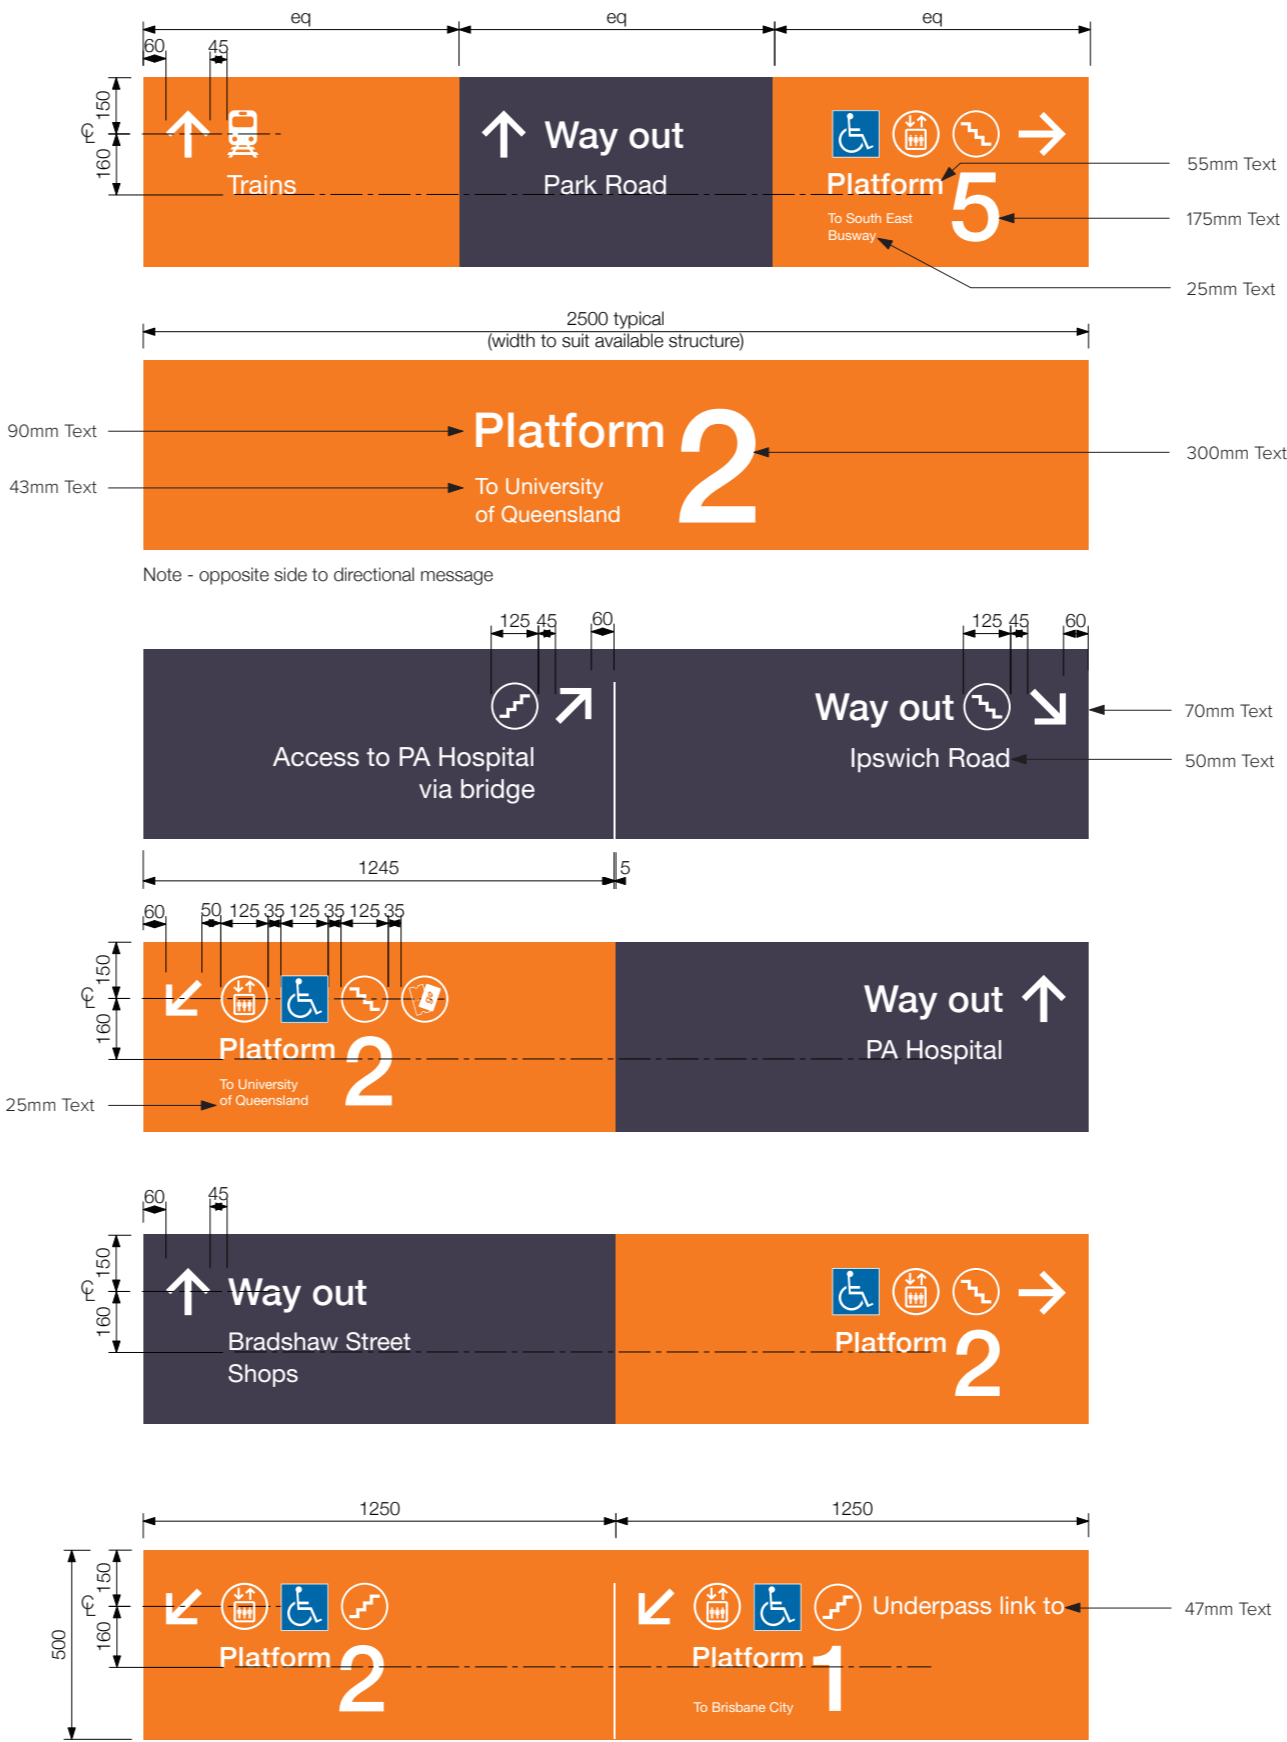 eq eq eq
60 45
150
160
Trains
Way out
Park Road
Platform 5
To South East
Busway
55mm Text
175mm Text
25mm Text
2500 typical
(width to suit available structure)
Platform 2
To University
of Queensland
90mm Text
43mm Text
300mm Text
Note - opposite side to directional message
125 45 60
125 45 60
Access to PA Hospital
via bridge
Way out
Ipswich Road
70mm Text
50mm Text
1245 5
60 50 125 35 125 35 125 35
150
160
go
Platform 2
To University
of Queensland
25mm Text
Way out
PA Hospital
60 45
150
160
Way out
Bradshaw Street
Shops
Platform 2
1250 1250
500
150
160
Platform 2
Underpass link to
Platform 1
To Brisbane City
47mm Text